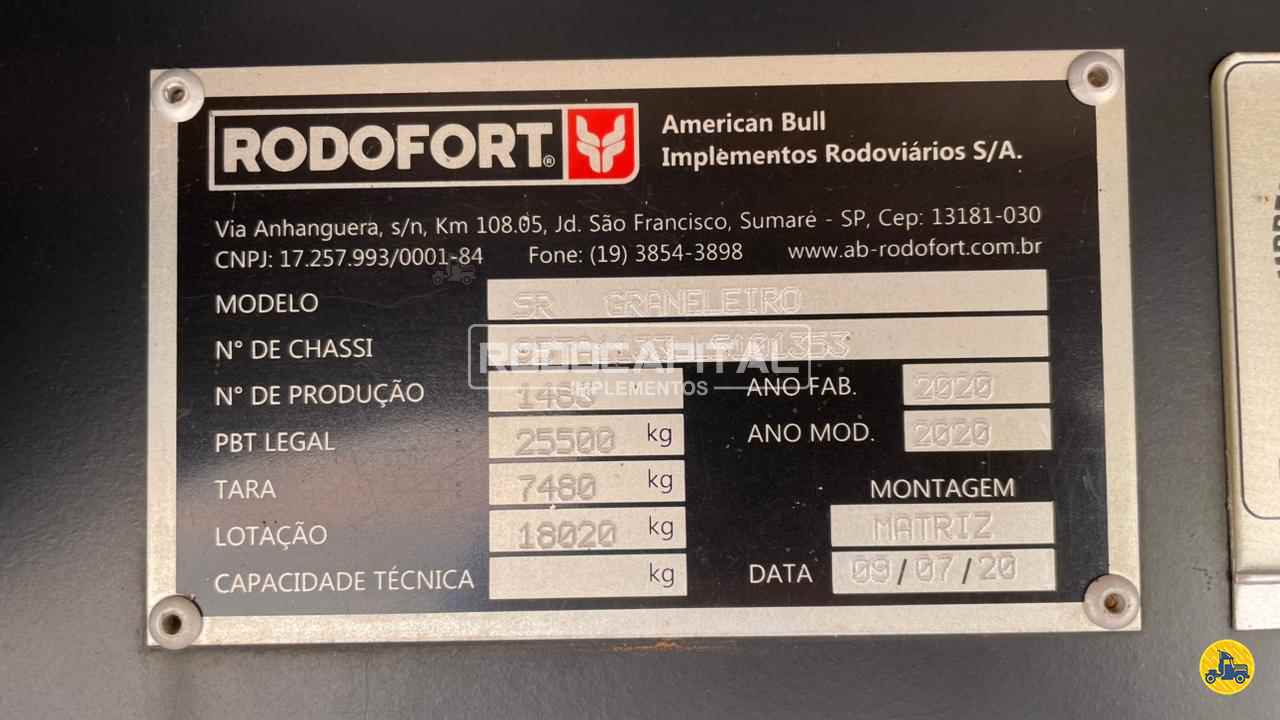 RODOFORT®
American Bull
Implementos Rodoviários S/A.
Via Anhanguera, s/n, Km 108.05, Jd. São Francisco, Sumaré - SP, Cep: 13181-030
CNPJ: 17.257.993/0001-84 Fone: (19) 3854-3898 www.ab-rodofort.com.br
MODELO SR GRANELEIRO
N° DE CHASSI
RODOCAPITAL
IMPLEMENTOS
N° DE PRODUÇÃO ANO FAB. 2020
PBT LEGAL 25500 kg ANO MOD. 2020
TARA 7480 kg
MONTAGEM
LOTAÇÃO 18020 kg MATRIZ
CAPACIDADE TÉCNICA kg DATA 09/07/20